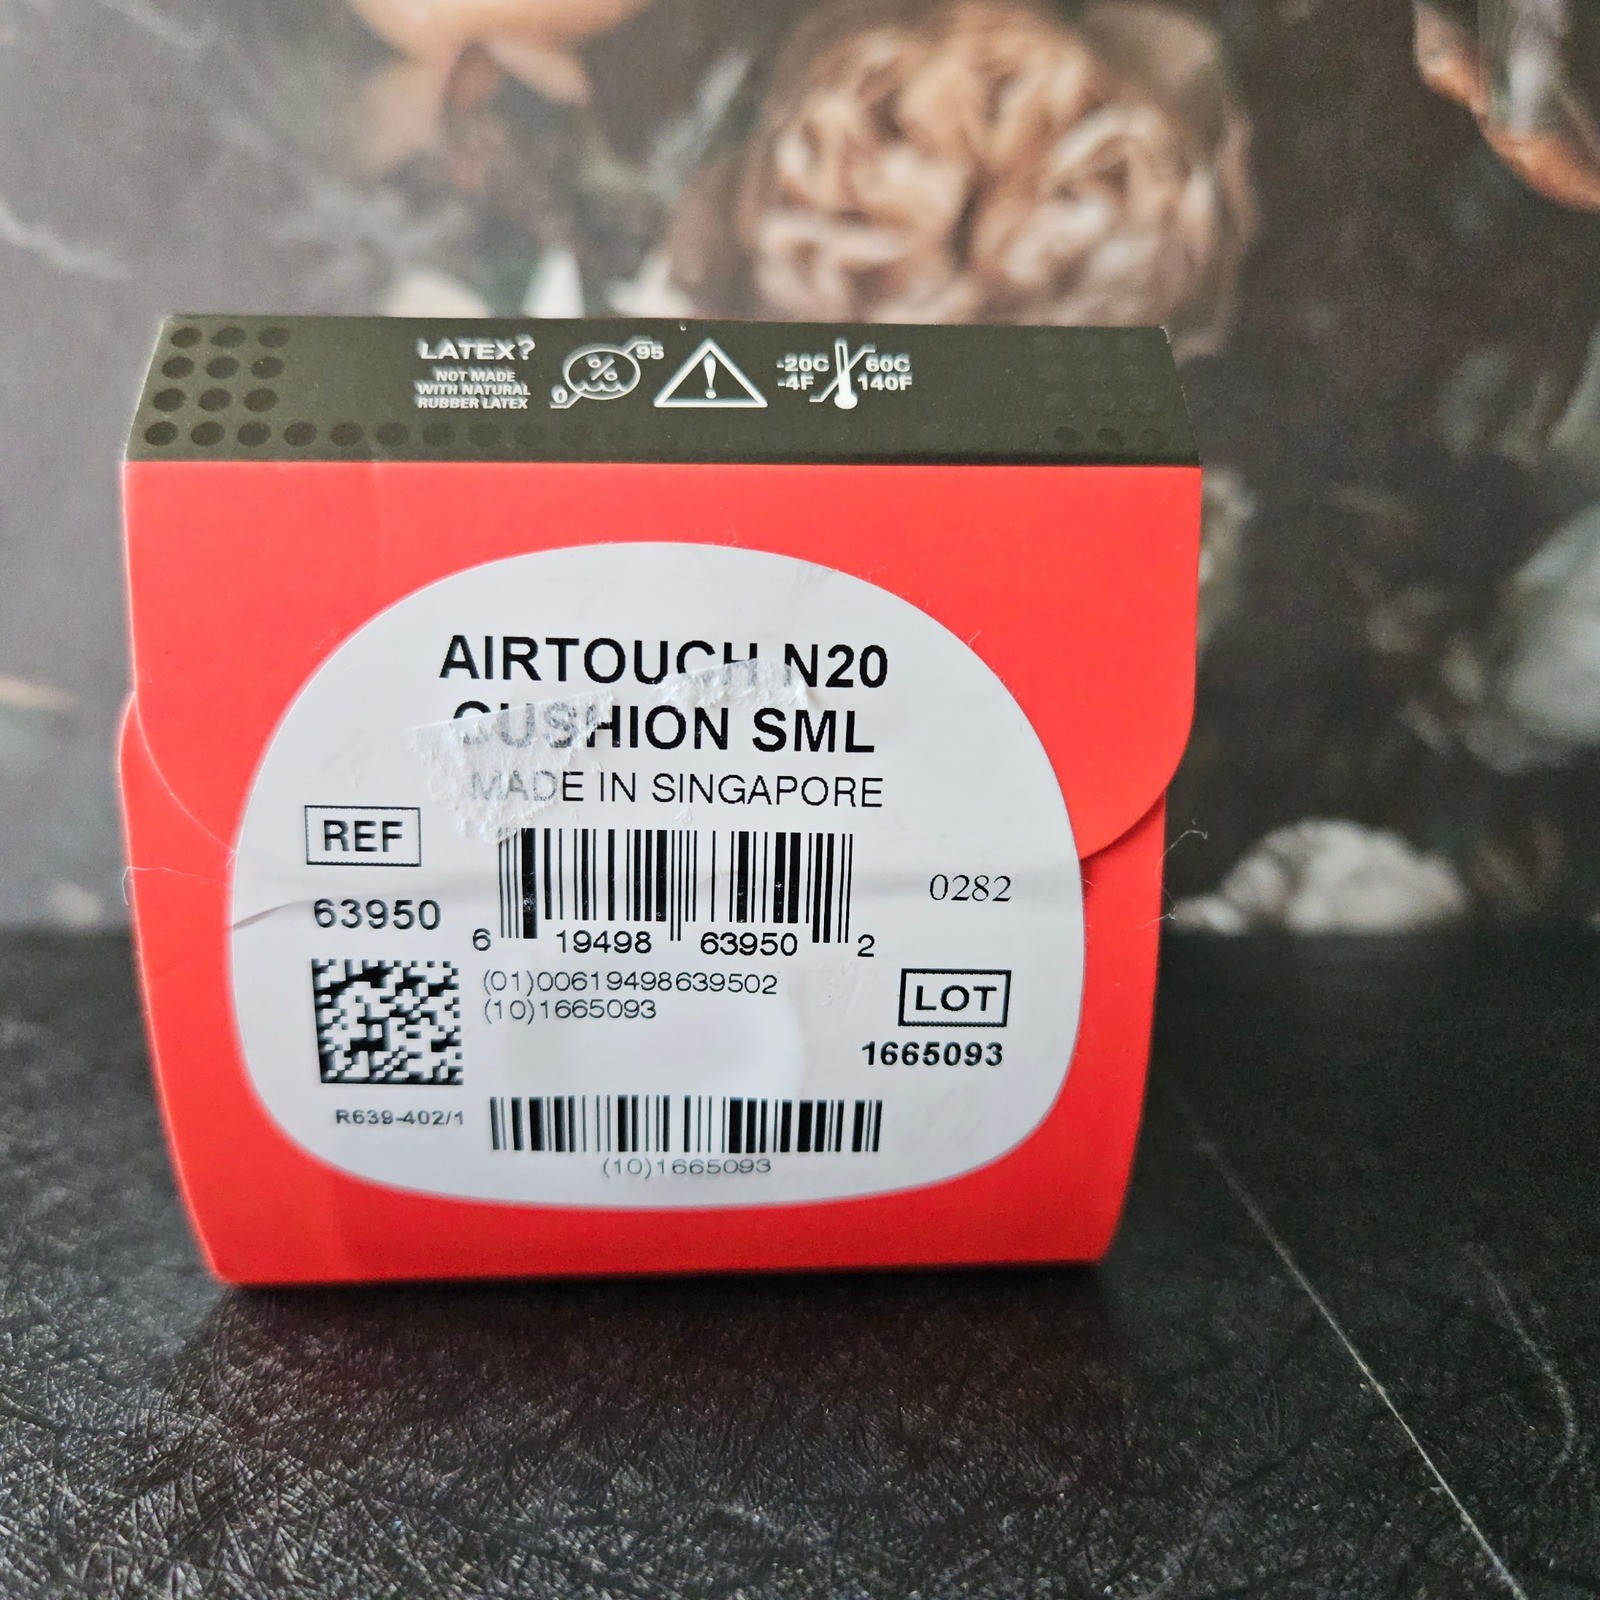 LATEX?
NOT MADE
WITH NATURAL
RUBBER LATEX
0 % 95
-20C 60C
-4F 140F
AIRTOUCH N20
CUSHION SML
MADE IN SINGAPORE
REF
63950
6 19498 63950 2
0282
(01)00619498639502
(10)1665093
LOT
1665093
R639-402/1
(10)1665093